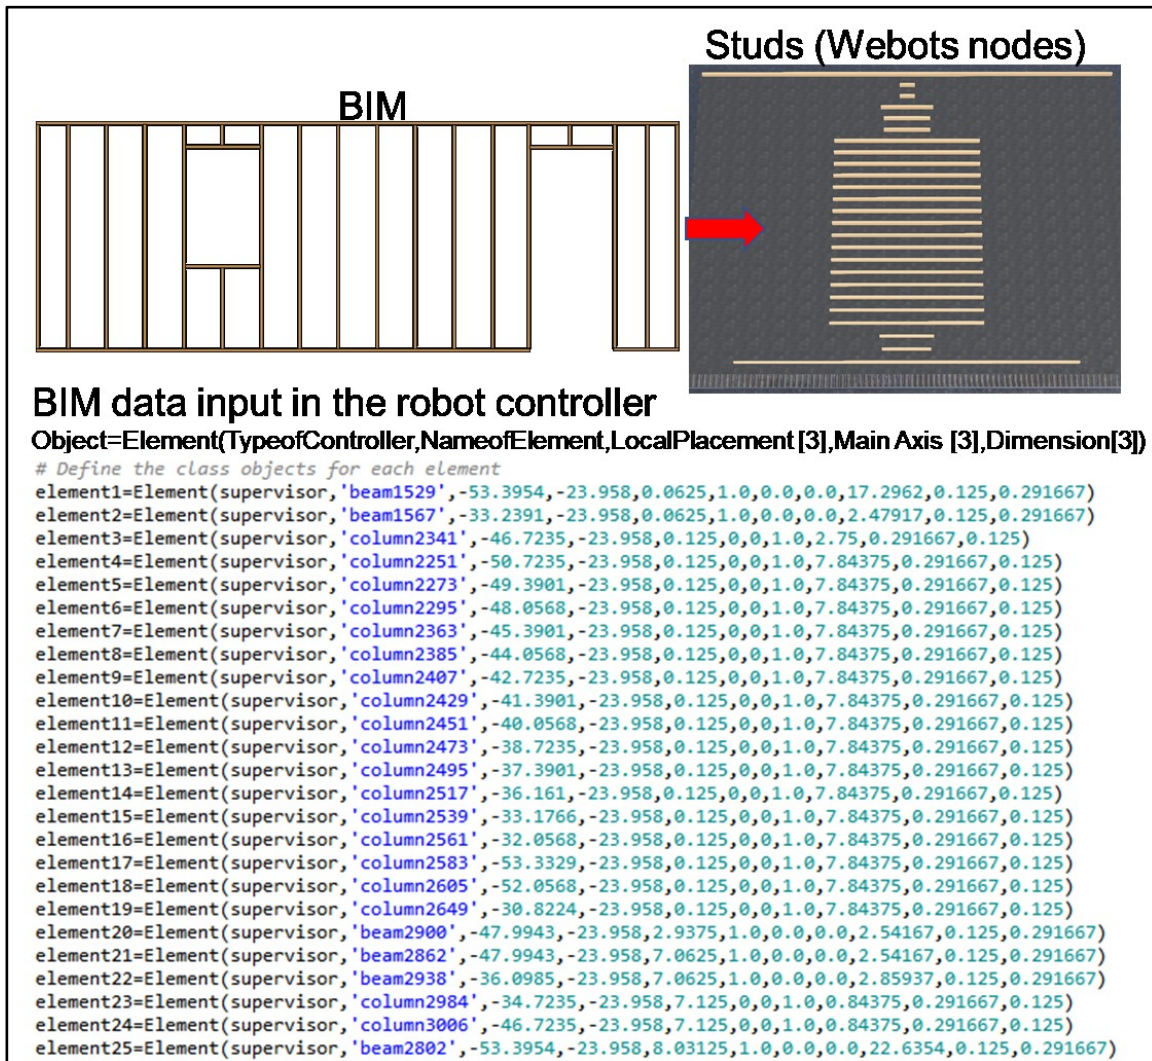 Studs (Webots nodes)
BIM
BIM data input in the robot controller
Object=Element(TypeofController,NameofElement,LocalPlacement [3],Main Axis [3],Dimension[3])
# Define the class objects for each element
element1=Element(supervisor,'beam1529',-53.3954,-23.958,0.0625,1.0,0.0,0.0,17.2962,0.125,0.291667)
element2=Element(supervisor,'beam1567',-33.2391,-23.958,0.0625,1.0,0.0,0.0,2.47917,0.125,0.291667)
element3=Element(supervisor,'column2341',-46.7235,-23.958,0.125,0,0,1.0,2.75,0.291667,0.125)
element4=Element(supervisor,'column2251',-50.7235,-23.958,0.125,0,0,1.0,7.84375,0.291667,0.125)
element5=Element(supervisor,'column2273',-49.3901,-23.958,0.125,0,0,1.0,7.84375,0.291667,0.125)
element6=Element(supervisor,'column2295',-48.0568,-23.958,0.125,0,0,1.0,7.84375,0.291667,0.125)
element7=Element(supervisor,'column2363',-45.3901,-23.958,0.125,0,0,1.0,7.84375,0.291667,0.125)
element8=Element(supervisor,'column2385',-44.0568,-23.958,0.125,0,0,1.0,7.84375,0.291667,0.125)
element9=Element(supervisor,'column2407',-42.7235,-23.958,0.125,0,0,1.0,7.84375,0.291667,0.125)
element10=Element(supervisor,'column2429',-41.3901,-23.958,0.125,0,0,1.0,7.84375,0.291667,0.125)
element11=Element(supervisor,'column2451',-40.0568,-23.958,0.125,0,0,1.0,7.84375,0.291667,0.125)
element12=Element(supervisor,'column2473',-38.7235,-23.958,0.125,0,0,1.0,7.84375,0.291667,0.125)
element13=Element(supervisor,'column2495',-37.3901,-23.958,0.125,0,0,1.0,7.84375,0.291667,0.125)
element14=Element(supervisor,'column2517',-36.161,-23.958,0.125,0,0,1.0,7.84375,0.291667,0.125)
element15=Element(supervisor,'column2539',-33.1766,-23.958,0.125,0,0,1.0,7.84375,0.291667,0.125)
element16=Element(supervisor,'column2561',-32.0568,-23.958,0.125,0,0,1.0,7.84375,0.291667,0.125)
element17=Element(supervisor,'column2583',-53.3329,-23.958,0.125,0,0,1.0,7.84375,0.291667,0.125)
element18=Element(supervisor,'column2605',-52.0568,-23.958,0.125,0,0,1.0,7.84375,0.291667,0.125)
element19=Element(supervisor,'column2649',-30.8224,-23.958,0.125,0,0,1.0,7.84375,0.291667,0.125)
element20=Element(supervisor,'beam2900',-47.9943,-23.958,2.9375,1.0,0.0,0.0,2.54167,0.125,0.291667)
element21=Element(supervisor,'beam2862',-47.9943,-23.958,7.0625,1.0,0.0,0.0,2.54167,0.125,0.291667)
element22=Element(supervisor,'beam2938',-36.0985,-23.958,7.0625,1.0,0.0,0.0,2.85937,0.125,0.291667)
element23=Element(supervisor,'column2984',-34.7235,-23.958,7.125,0,0,1.0,0.84375,0.291667,0.125)
element24=Element(supervisor,'column3006',-46.7235,-23.958,7.125,0,0,1.0,0.84375,0.291667,0.125)
element25=Element(supervisor,'beam2802',-53.3954,-23.958,8.03125,1.0,0.0,0.0,22.6354,0.125,0.291667)